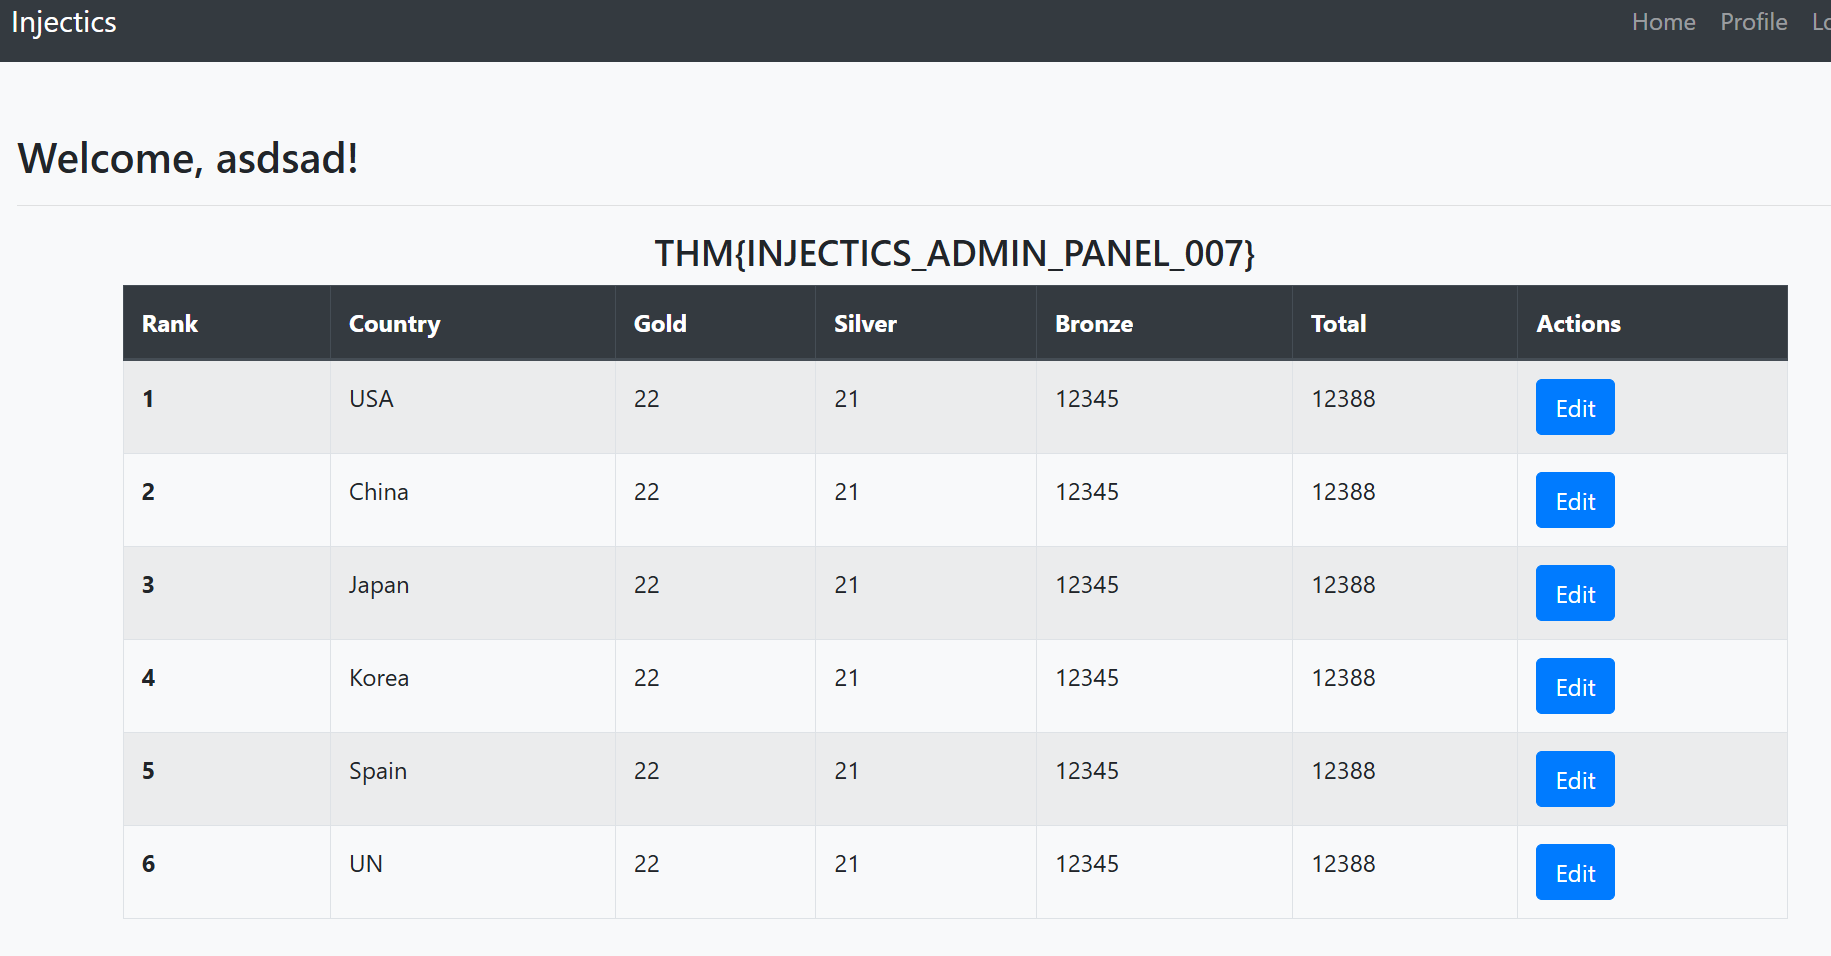 Injectics Home Profile
Welcome, asdsad!
THM{INJECTICS_ADMIN_PANEL_007}
Rank Country Gold Silver Bronze Total Actions
1 USA 22 21 12345 12388 Edit
2 China 22 21 12345 12388 Edit
3 Japan 22 21 12345 12388 Edit
4 Korea 22 21 12345 12388 Edit
5 Spain 22 21 12345 12388 Edit
6 UN 22 21 12345 12388 Edit